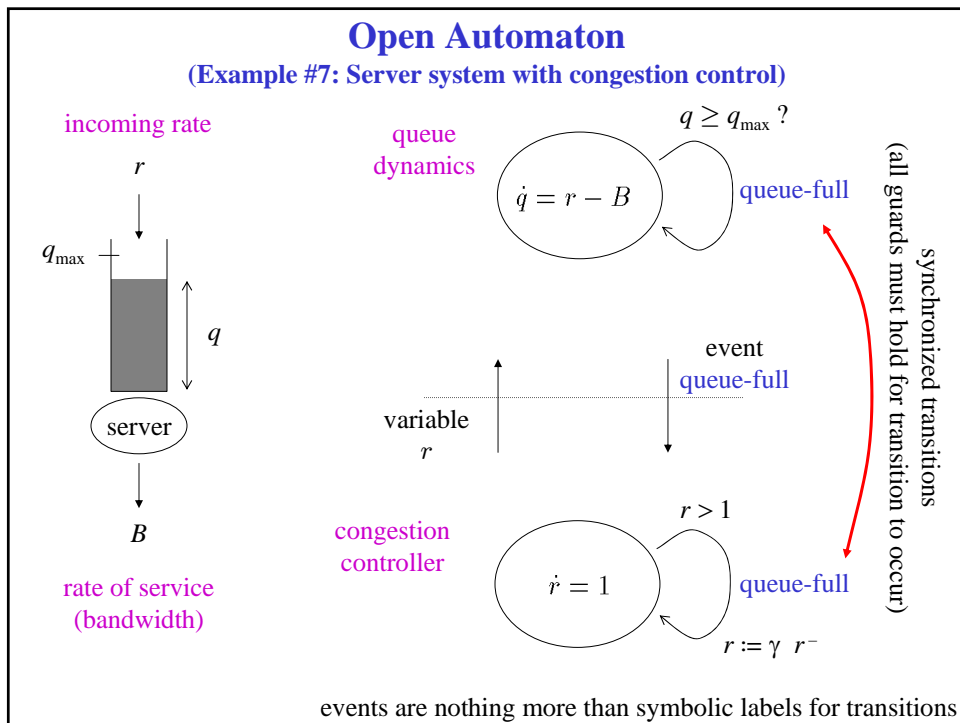 Open Automaton
(Example #7: Server system with congestion control)
incoming rate
r
q_max
q
server
B
rate of service
(bandwidth)
queue
dynamics
q ≥ q_max ?
q̇ = r − B
queue-full
event
queue-full
variable
r
congestion
controller
r > 1
ṙ = 1
queue-full
r := γ r⁻
synchronized transitions
(all guards must hold for transition to occur)
events are nothing more than symbolic labels for transitions